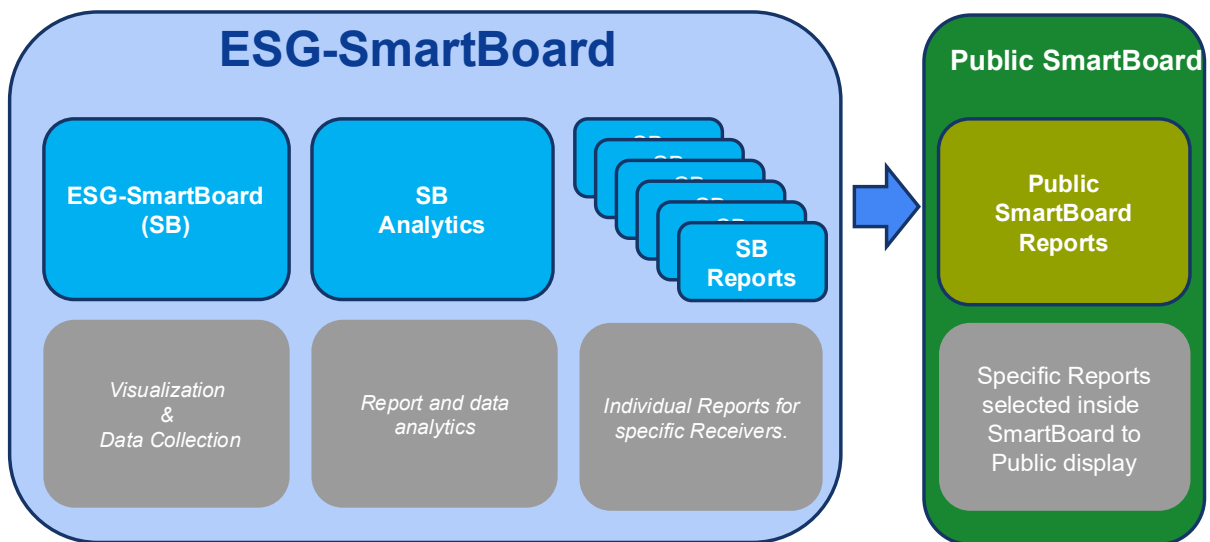 ESG-SmartBoard
Public SmartBoard
ESG-SmartBoard
(SB)
SB
Analytics
SB
Reports
Public
SmartBoard
Reports
Visualization
&
Data Collection
Report and data
analytics
Individual Reports for
specific Receivers.
Specific Reports
selected inside
SmartBoard to
Public display